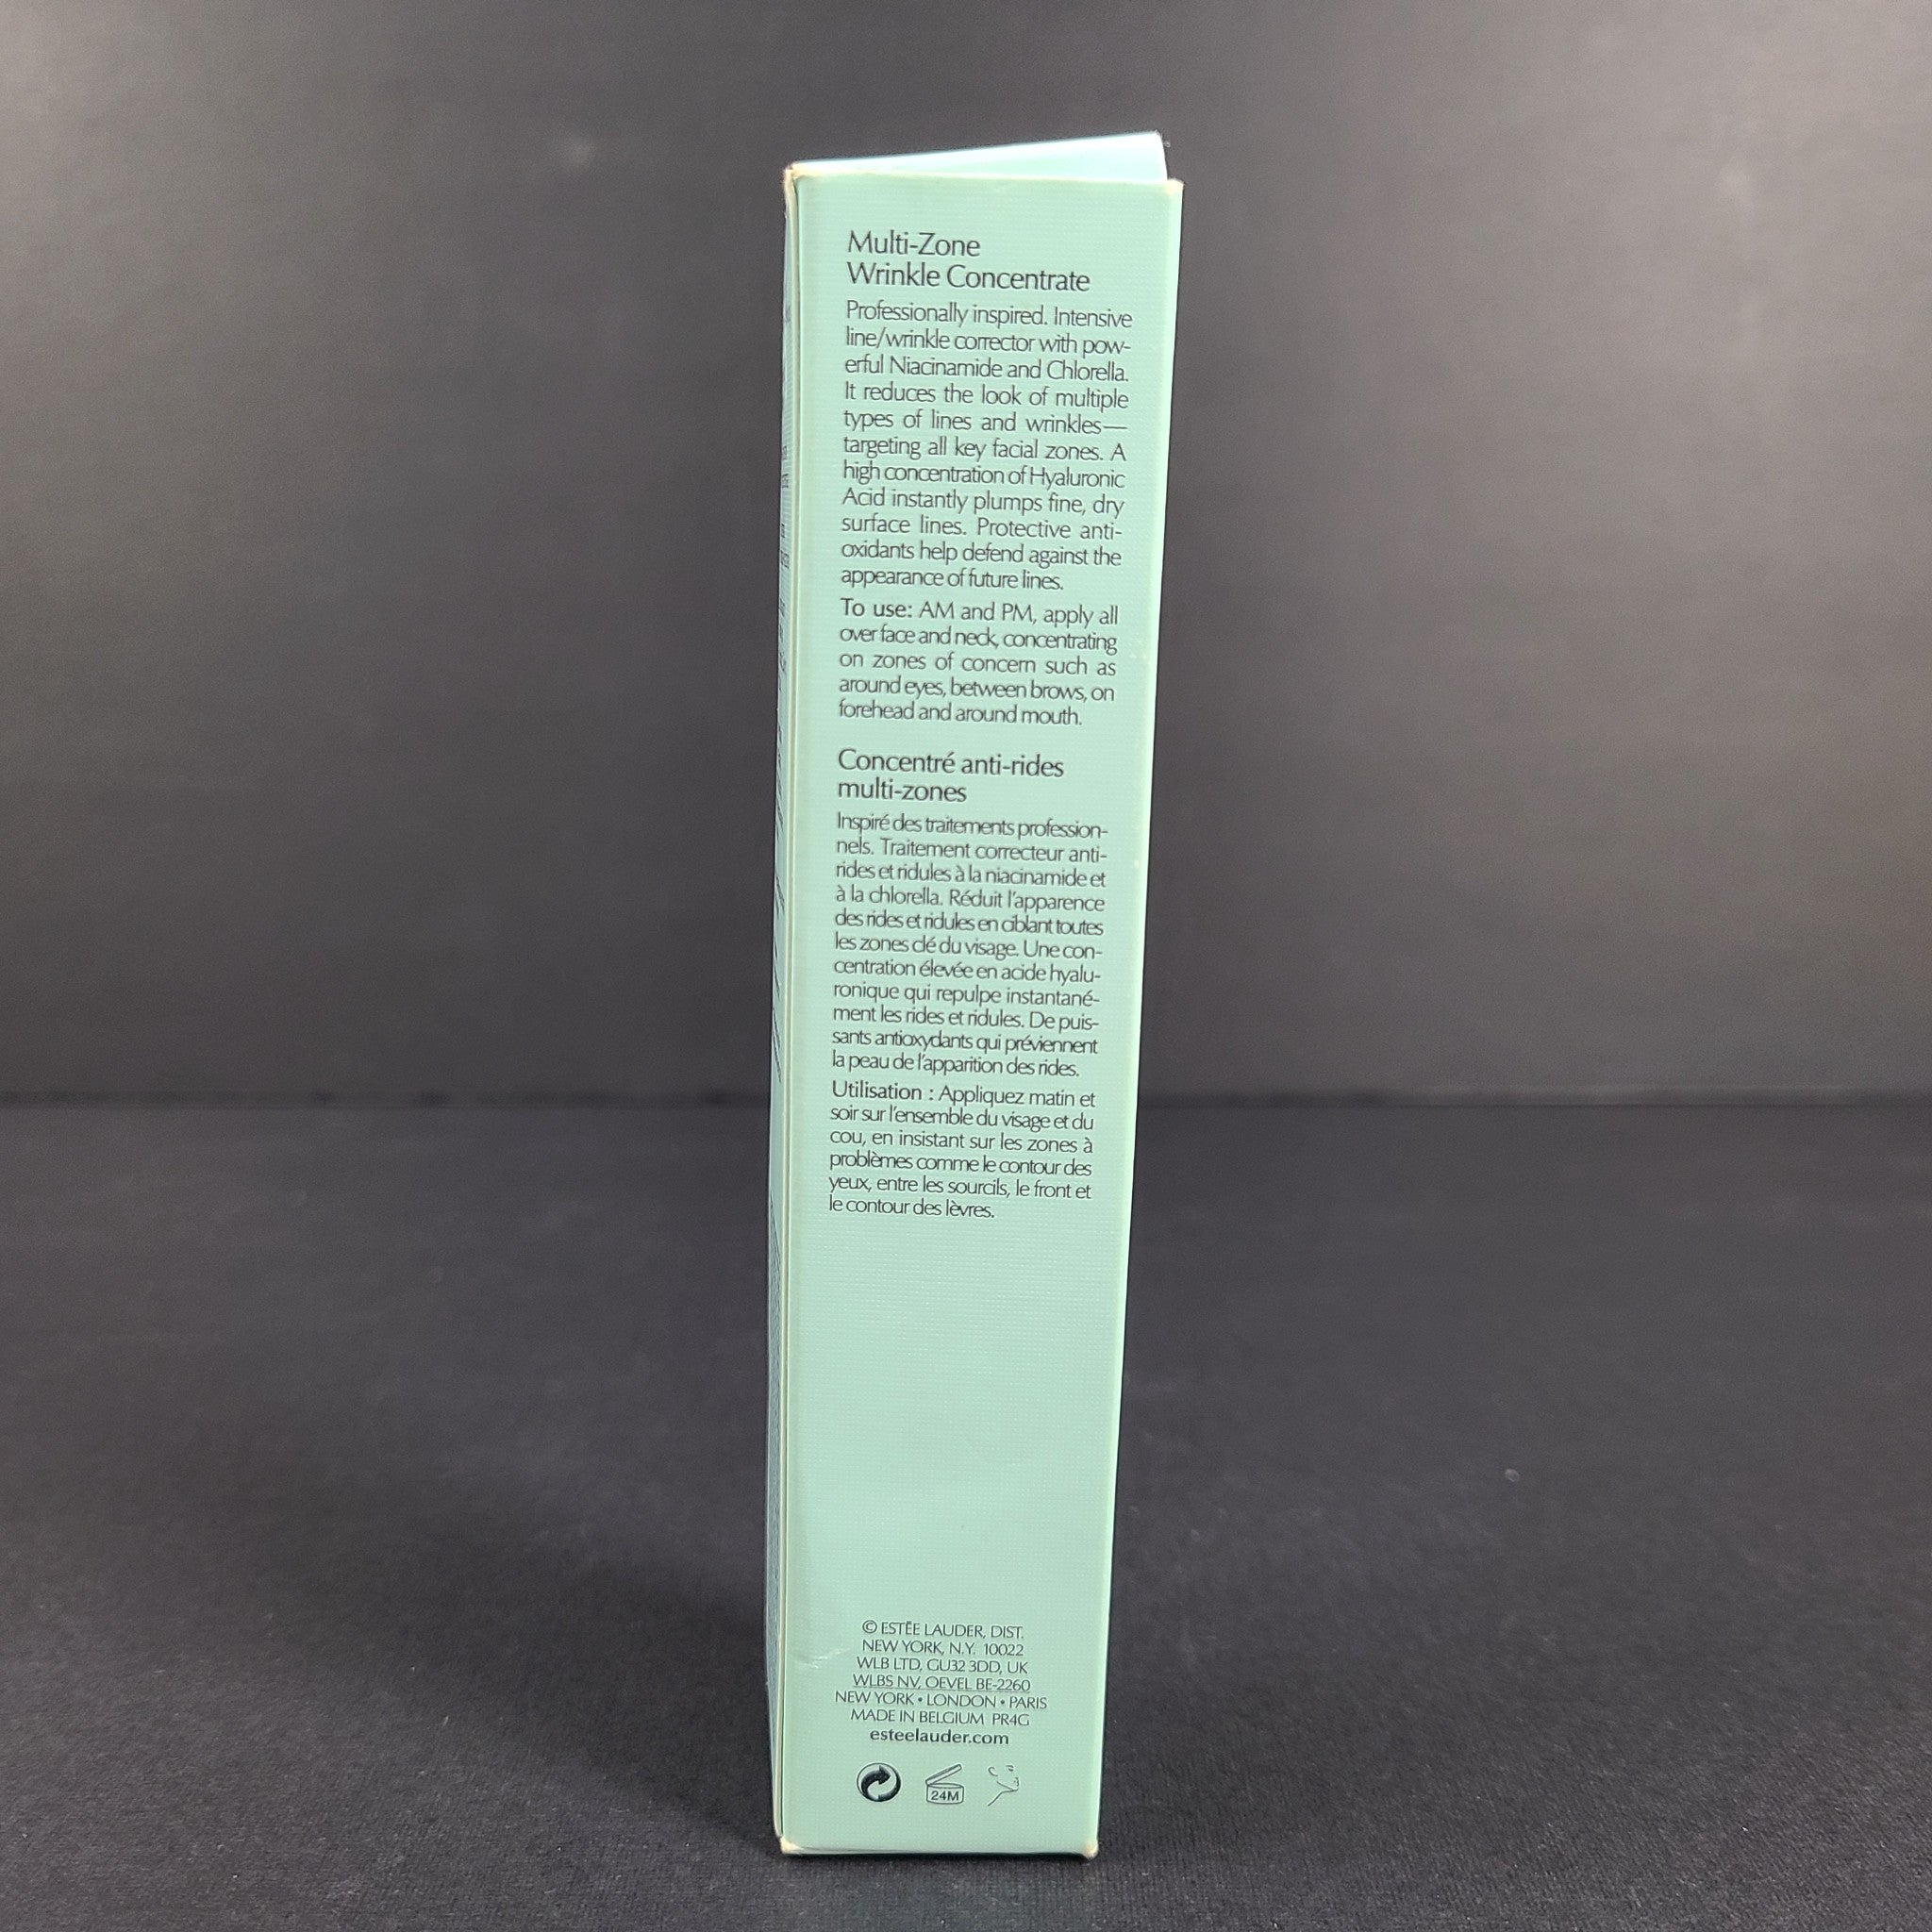 Multi-Zone
Wrinkle Concentrate
Professionally inspired. Intensive
line/wrinkle corrector with pow-
erful Niacinamide and Chlorella.
It reduces the look of multiple
types of lines and wrinkles—
targeting all key facial zones. A
high concentration of Hyaluronic
Acid instantly plumps fine, dry
surface lines. Protective anti-
oxidants help defend against the
appearance of future lines.
To use: AM and PM, apply all
over face and neck, concentrating
on zones of concern such as
around eyes, between brows, on
forehead and around mouth.
Concentré anti-rides
multi-zones
Inspiré des traitements profession-
nels. Traitement correcteur anti-
rides et ridules à la niacinamide et
à la chlorella. Réduit l'apparence
des rides et ridules en ciblant toutes
les zones clé du visage. Une con-
centration élevée en acide hyalu-
ronique qui repulpe instantané-
ment les rides et ridules. De puis-
sants antioxydants qui préviennent
la peau de l'apparition des rides.
Utilisation : Appliquez matin et
soir sur l'ensemble du visage et du
cou, en insistant sur les zones à
problèmes comme le contour des
yeux, entre les sourcils, le front et
le contour des lèvres.
© ESTĒE LAUDER, DIST.
NEW YORK, N.Y. 10022
WLB LTD, GU32 3DD, UK
WLBS NV, OEVEL BE-2260
NEW YORK • LONDON • PARIS
MADE IN BELGIUM PR4G
esteelauder.com
24M